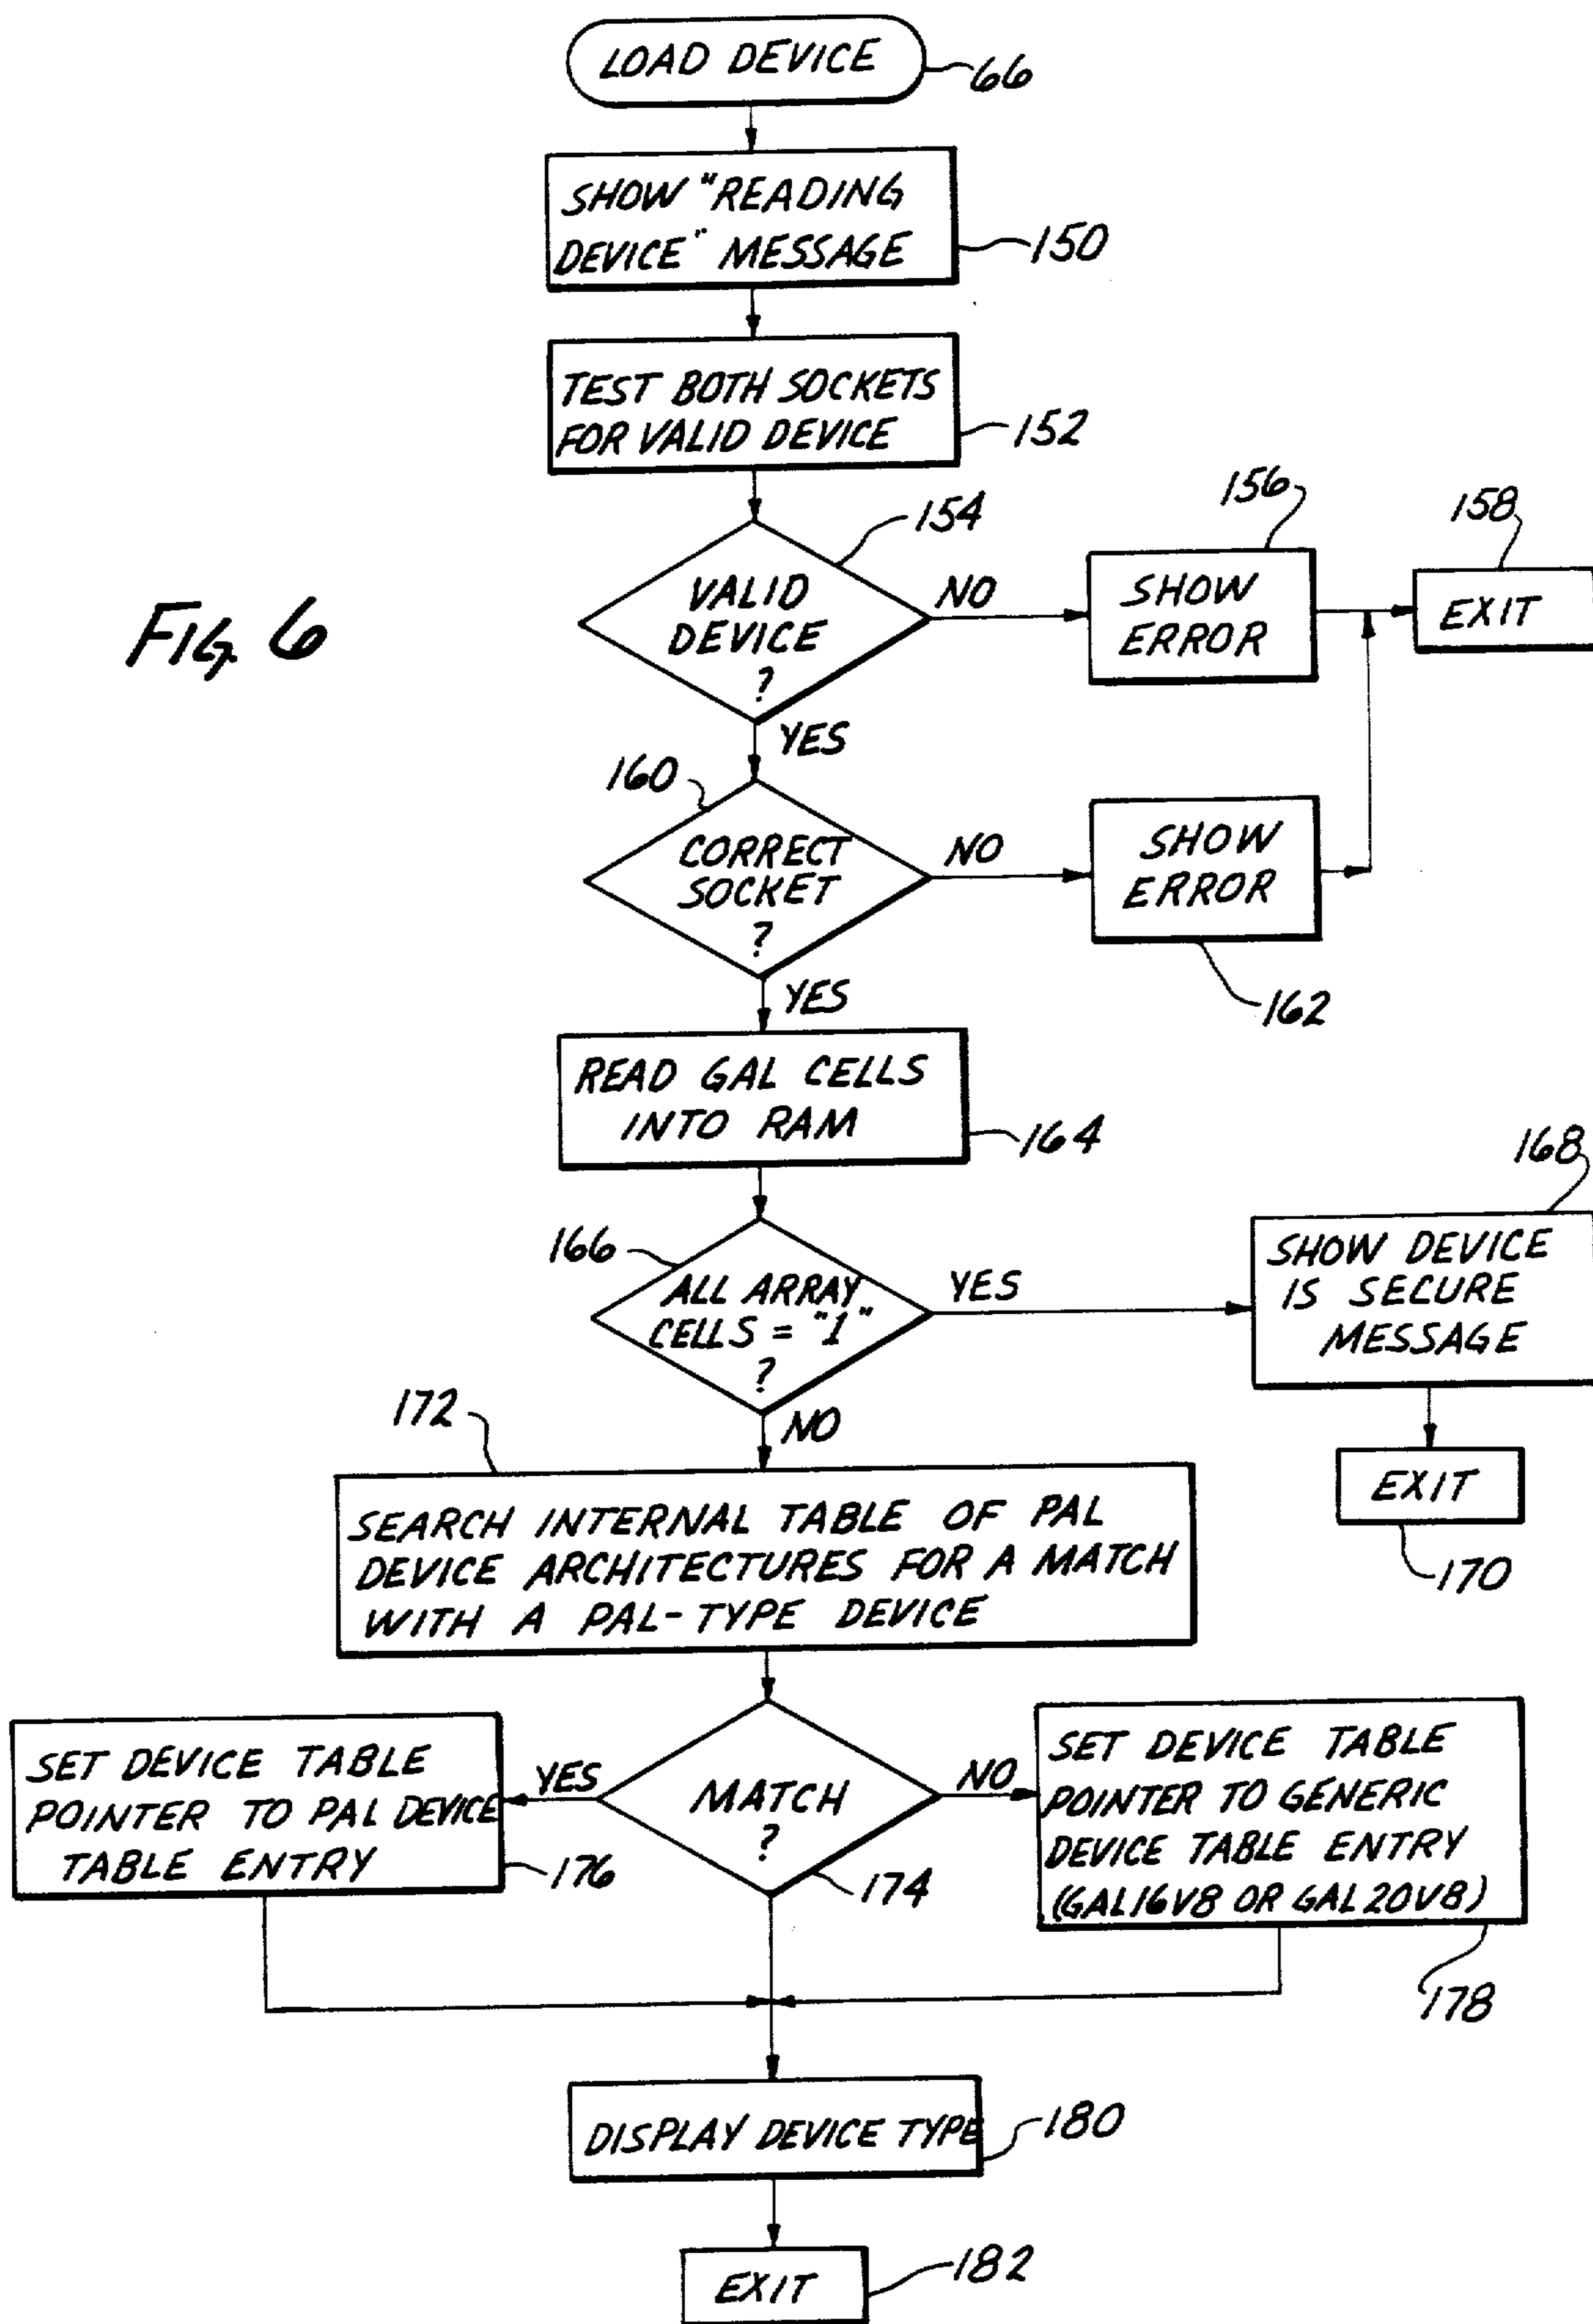 LOAD DEVICE
66
SHOW "READING
DEVICE" MESSAGE
150
TEST BOTH SOCKETS
FOR VALID DEVICE
152
154
VALID
DEVICE
?
NO
156
SHOW
ERROR
158
EXIT
FIG. 6
YES
160
CORRECT
SOCKET
?
NO
SHOW
ERROR
162
YES
READ GAL CELLS
INTO RAM
164
166
ALL ARRAY
CELLS = "1"
?
YES
168
SHOW DEVICE
IS SECURE
MESSAGE
EXIT
170
NO
172
SEARCH INTERNAL TABLE OF PAL
DEVICE ARCHITECTURES FOR A MATCH
WITH A PAL-TYPE DEVICE
MATCH
?
174
YES
SET DEVICE TABLE
POINTER TO PAL DEVICE
TABLE ENTRY
176
NO
SET DEVICE TABLE
POINTER TO GENERIC
DEVICE TABLE ENTRY
(GAL16V8 OR GAL20V8)
178
DISPLAY DEVICE TYPE
180
EXIT
182